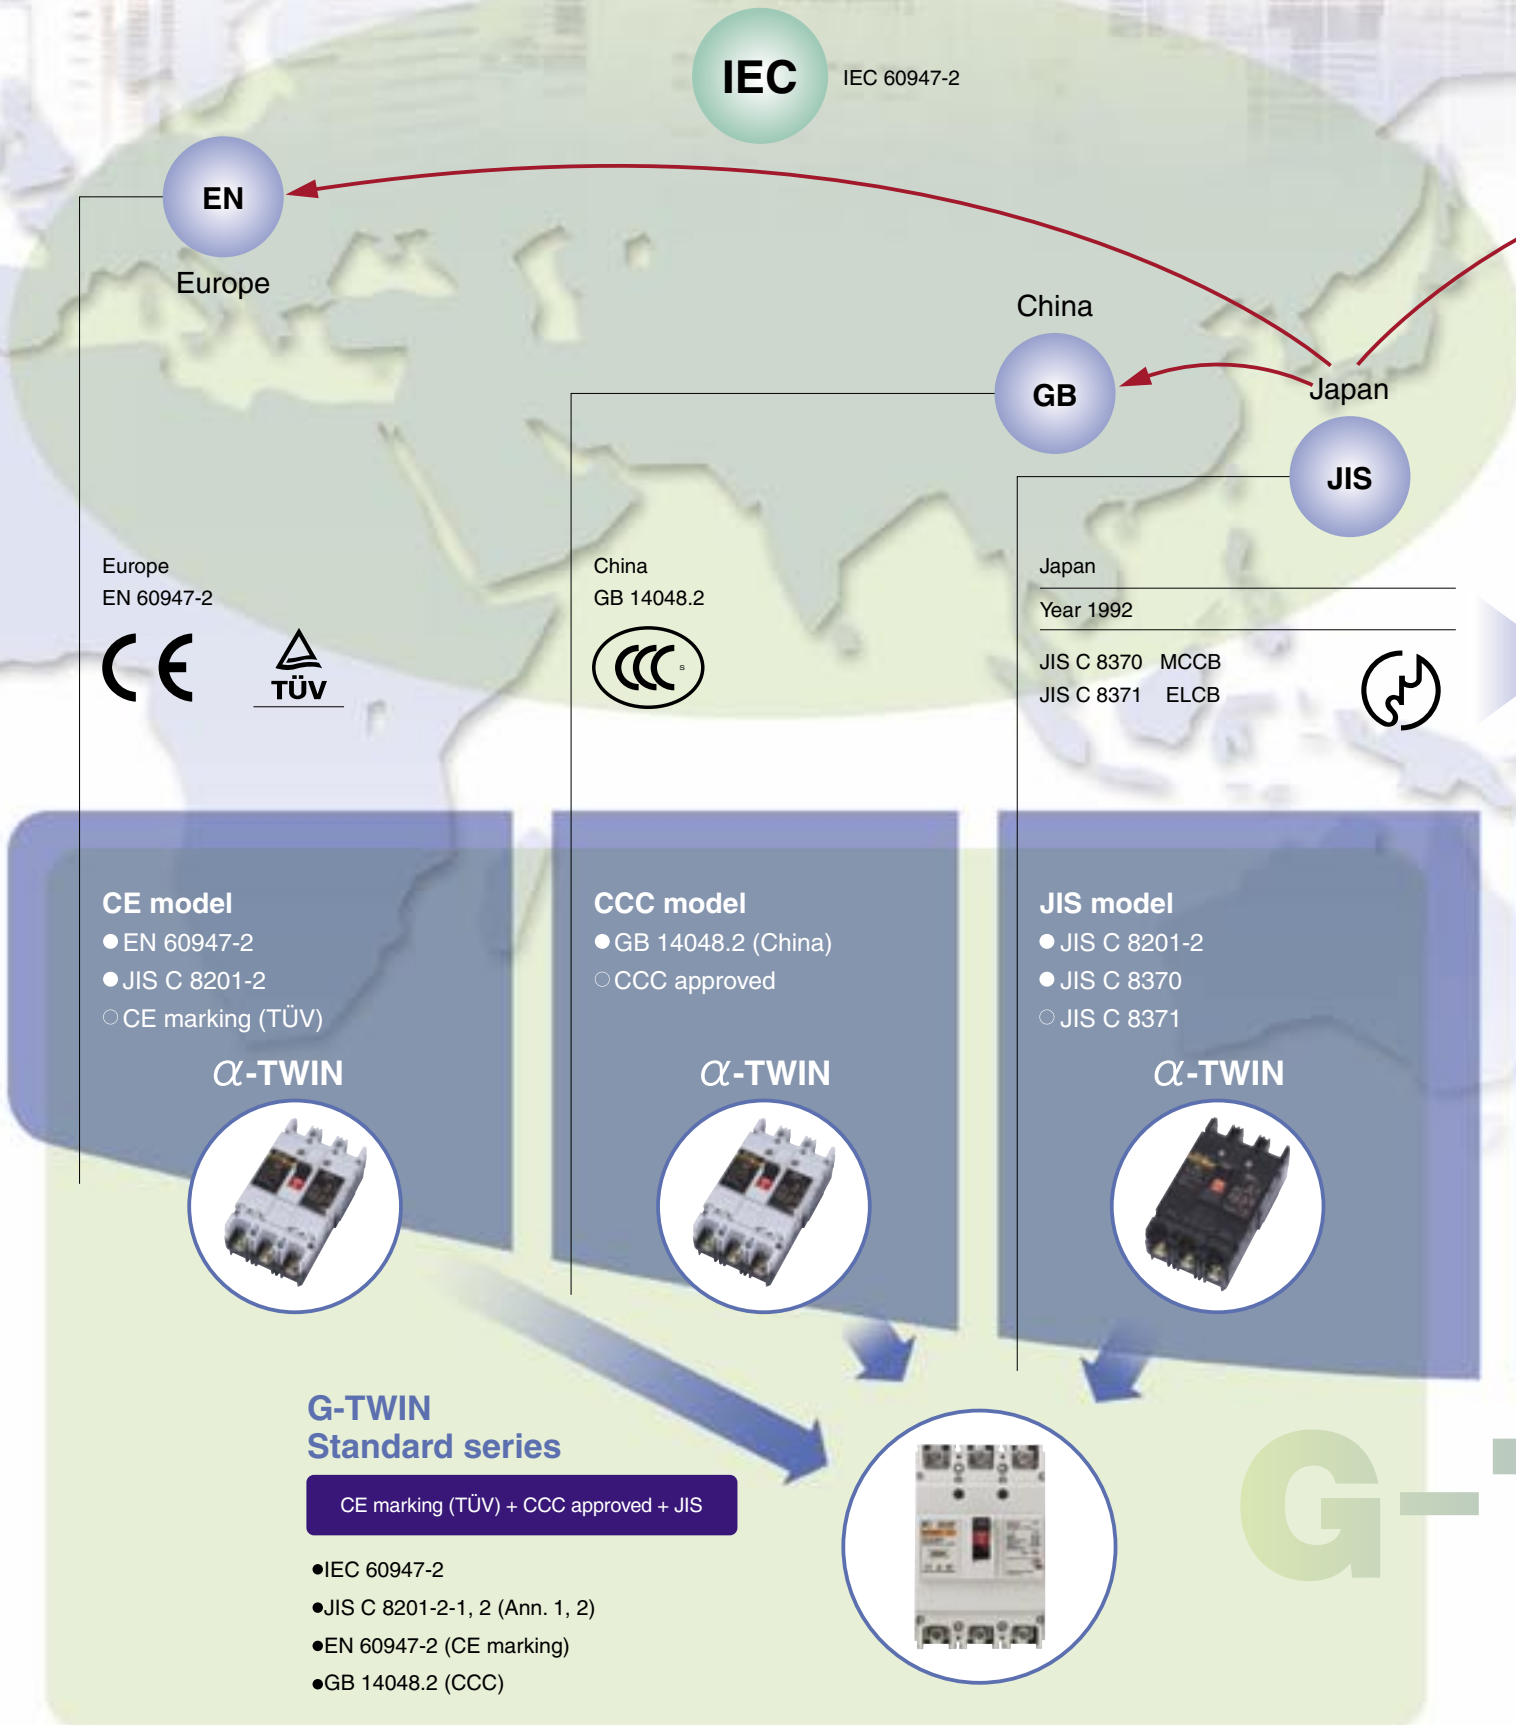 IEC
IEC 60947-2
EN
Europe
China
GB
Japan
JIS
Europe
EN 60947-2
CE
TÜV
China
GB 14048.2
CCC S
Japan
Year 1992
JIS C 8370 MCCB
JIS C 8371 ELCB
CE model
●EN 60947-2
●JIS C 8201-2
○CE marking (TÜV)
α-TWIN
CCC model
●GB 14048.2 (China)
○CCC approved
α-TWIN
JIS model
●JIS C 8201-2
●JIS C 8370
○JIS C 8371
α-TWIN
G-TWIN
Standard series
CE marking (TÜV) + CCC approved + JIS
●IEC 60947-2
●JIS C 8201-2-1, 2 (Ann. 1, 2)
●EN 60947-2 (CE marking)
●GB 14048.2 (CCC)
G-